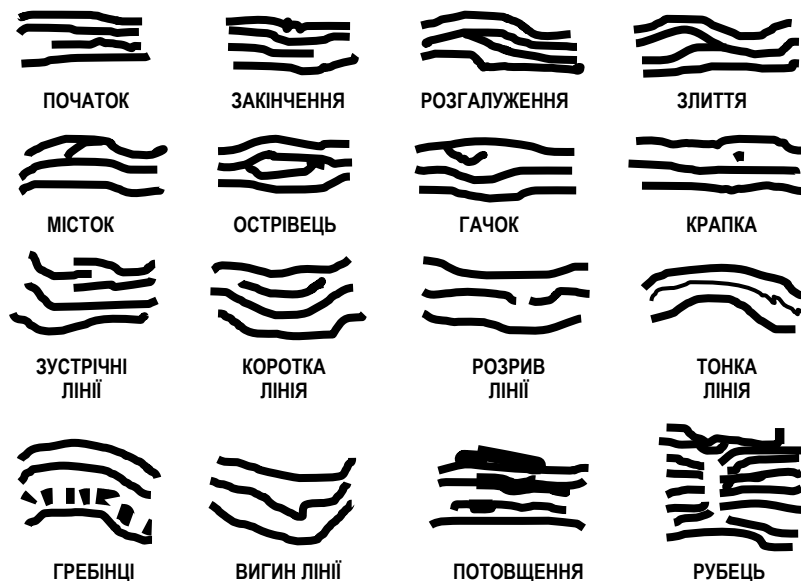 ПОЧАТОК ЗАКІНЧЕННЯ РОЗГАЛУЖЕННЯ ЗЛИТТЯ
МІСТОК ОСТРІВЕЦЬ ГАЧОК КРАПКА
ЗУСТРІЧНІ
ЛІНІЇ
КОРОТКА
ЛІНІЯ
РОЗРИВ
ЛІНІЇ
ТОНКА
ЛІНІЯ
ГРЕБІНЦІ ВИГИН ЛІНІЇ ПОТОВЩЕННЯ РУБЕЦЬ